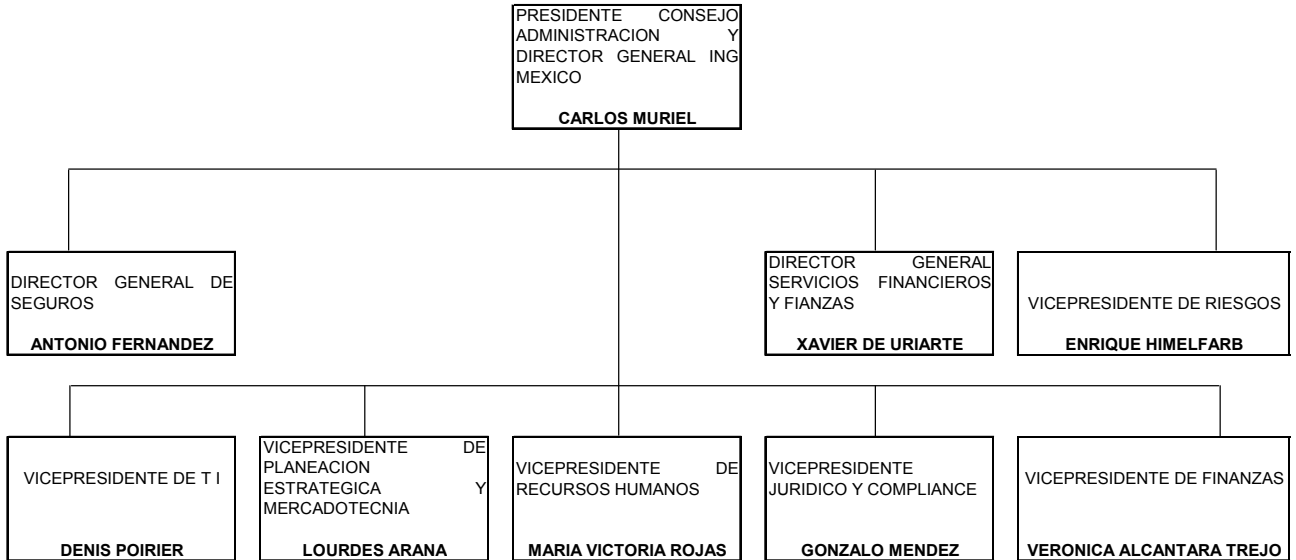 PRESIDENTE CONSEJO
ADMINISTRACION Y
DIRECTOR GENERAL ING
MEXICO
CARLOS MURIEL
DIRECTOR GENERAL DE
SEGUROS
ANTONIO FERNANDEZ
DIRECTOR GENERAL
SERVICIOS FINANCIEROS
Y FIANZAS
XAVIER DE URIARTE
VICEPRESIDENTE DE RIESGOS
ENRIQUE HIMELFARB
VICEPRESIDENTE DE T I
DENIS POIRIER
VICEPRESIDENTE DE
PLANEACION
ESTRATEGICA Y
MERCADOTECNIA
LOURDES ARANA
VICEPRESIDENTE DE
RECURSOS HUMANOS
MARIA VICTORIA ROJAS
VICEPRESIDENTE
JURIDICO Y COMPLIANCE
GONZALO MENDEZ
VICEPRESIDENTE DE FINANZAS
VERONICA ALCANTARA TREJO